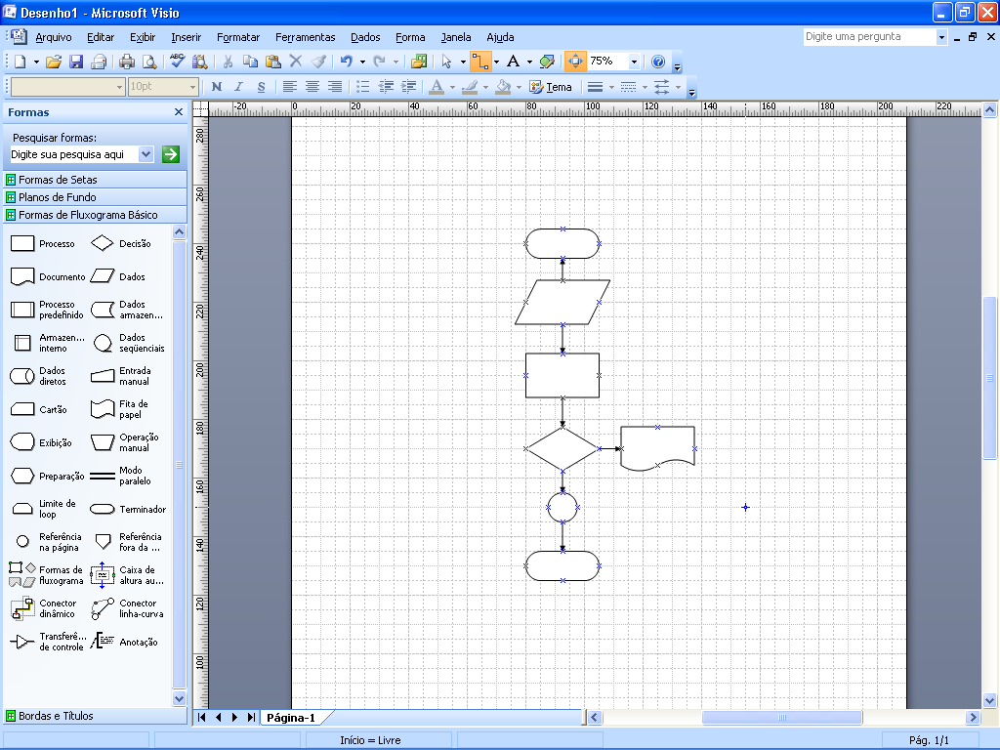 Desenho1 - Microsoft Visio
Arquivo Editar Exibir Inserir Formatar Ferramentas Dados Forma Janela Ajuda
Digite uma pergunta
ABC A 75%
10pt N I S A Tema
Formas
Pesquisar formas:
Digite sua pesquisa aqui
Formas de Setas
Planos de Fundo
Formas de Fluxograma Básico
Processo Decisão
Documento Dados
Processo predefinido
Dados armazen...
Armazen... interno
Dados seqüenciais
Dados diretos
Entrada manual
Cartão
Fita de papel
Exibição
Operação manual
Preparação
Modo paralelo
Limite de loop
Terminador
Referência na página
Referência fora da ...
Formas de fluxograma
Caixa de altura au...
Conector dinâmico
Conector linha-curva
Transferê... de controle
Anotação
Bordas e Títulos
-20 0 20 40 60 80 100 120 140 160 180 200 220
280
260
240
220
200
180
160
140
120
100
Página-1
Início = Livre
Pág. 1/1